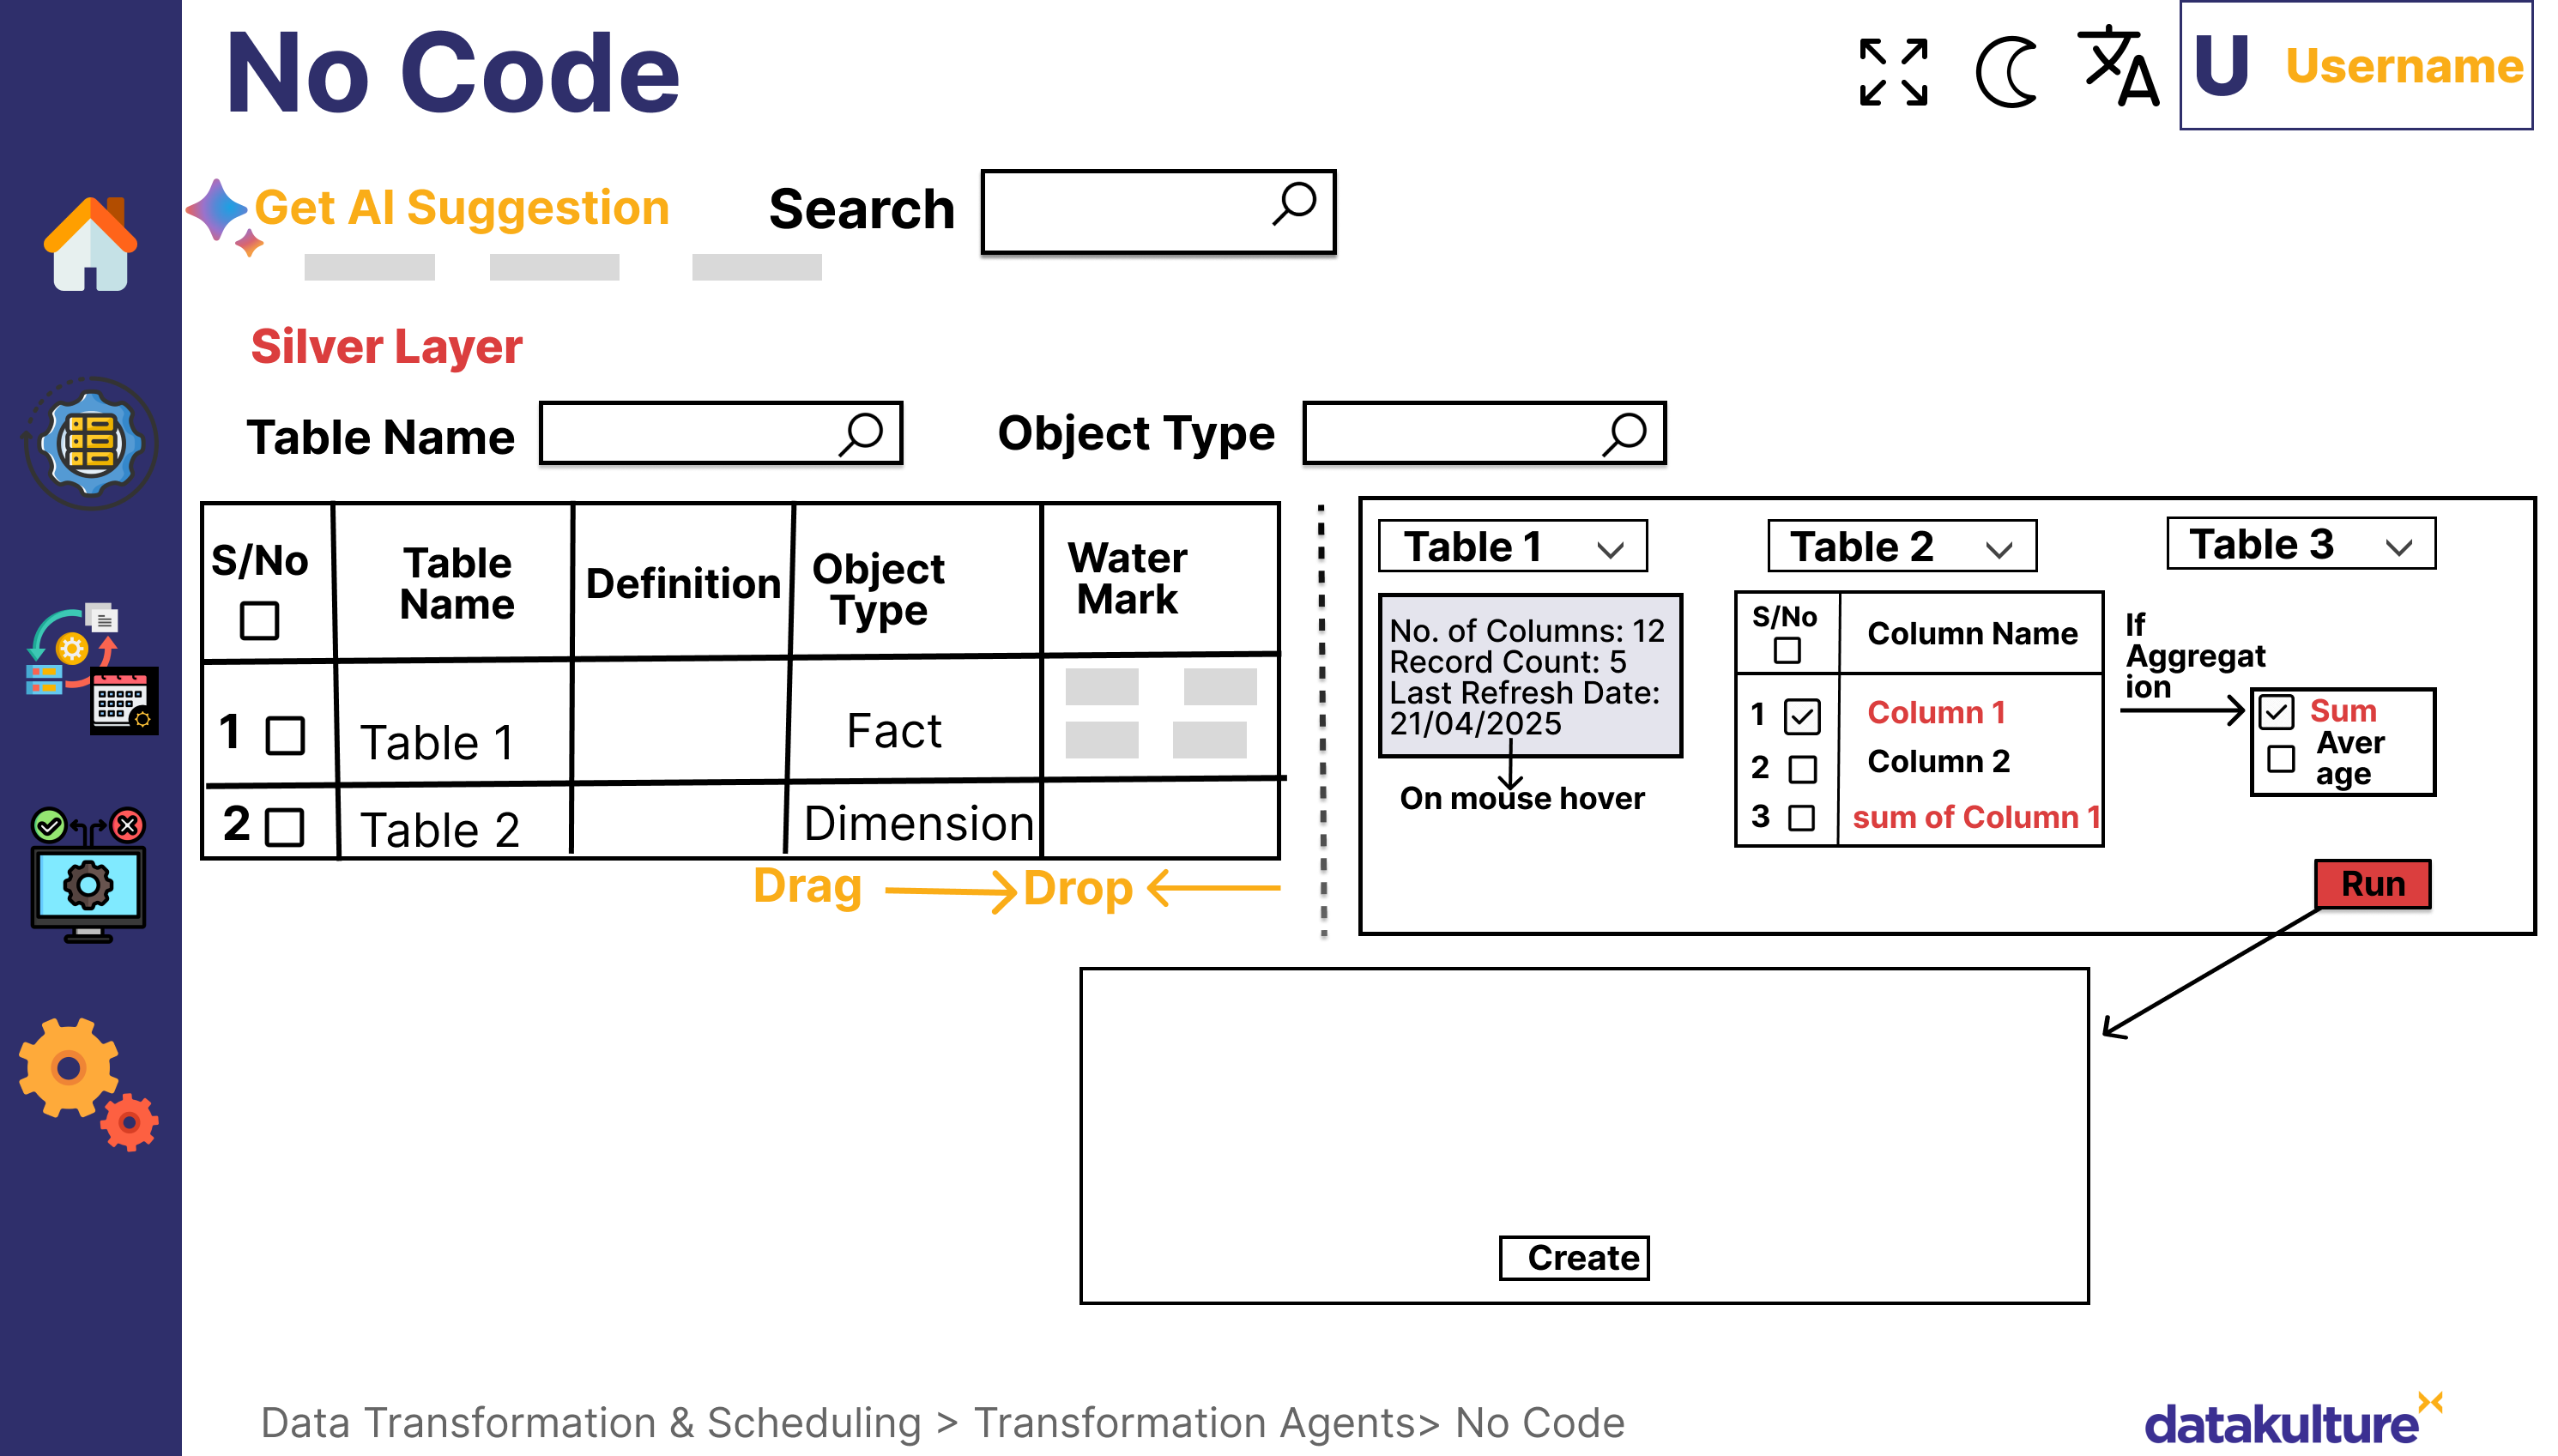 No Code
U Username
Get AI Suggestion
Search
Silver Layer
Table Name
Object Type
S/No
Table
Name
Definition
Object
Type
Water
Mark
1
Table 1
Fact
2
Table 2
Dimension
Drag
Drop
Table 1
Table 2
Table 3
No. of Columns: 12
Record Count: 5
Last Refresh Date:
21/04/2025
On mouse hover
S/No
Column Name
1
Column 1
2
Column 2
3
sum of Column 1
If
Aggregat
ion
Sum
Aver
age
Run
Create
Data Transformation & Scheduling > Transformation Agents> No Code
datakulture